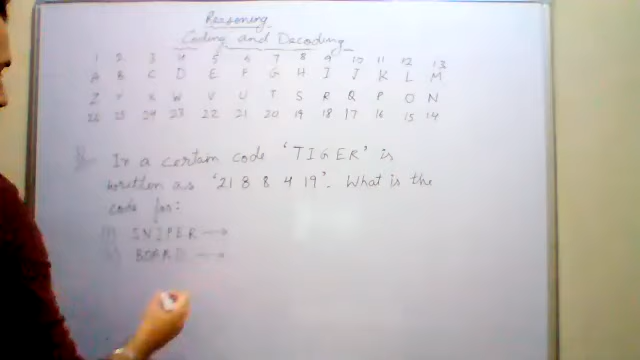 Reasoning
Coding and Decoding
1 2 3 4 5 6 7 8 9 10 11 12 13
A B C D E F G H I J K L M
Z Y X W V U T S R Q P O N
26 25 24 23 22 21 20 19 18 17 16 15 14
In a certain code 'TIGER' is
written as '21 8 8 4 19'. What is the
code for:
(i) SNIPER →
(ii) BOARD →